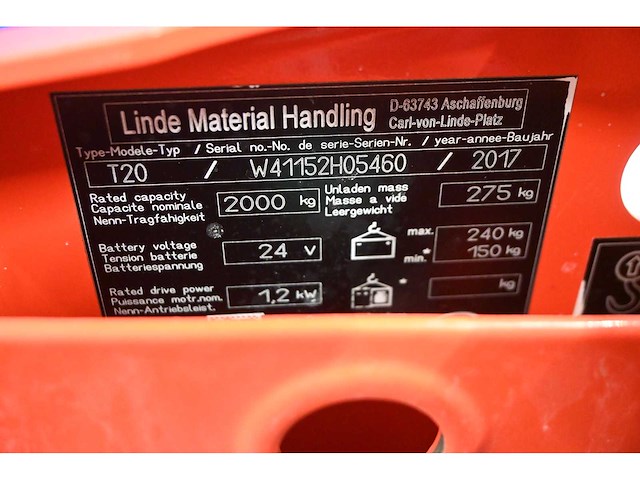 Linde Material Handling
D-63743 Aschaffenburg
Carl-von-Linde-Platz
Type-Modele-Typ / Serial no.-No. de serie-Serien-Nr. / year-annee-Baujahr
T20 / W41152H05460 / 2017
Rated capacity
Capacite nominale
Nenn-Tragfähigkeit
2000 kg
Unladen mass
Masse a vide
Leergewicht
275 kg
Battery voltage
Tension batterie
Batteriespannung
24 V
max. 240 kg
min. * 150 kg
Rated drive power
Puissance motr.nom.
Nenn-Antriebsleist.
1,2 kW
* kg